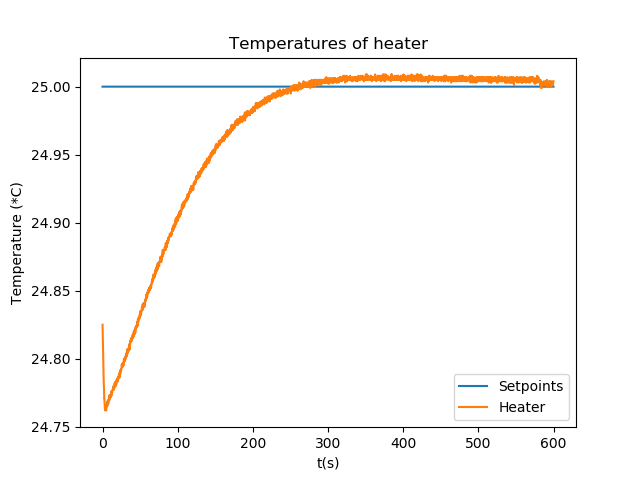 Temperatures of heater
Temperature (*C)
25.00
24.95
24.90
24.85
24.80
24.75
0 100 200 300 400 500 600
t(s)
Setpoints
Heater